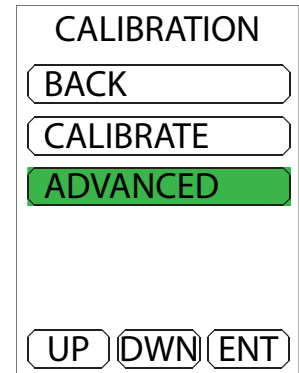 CALIBRATION
BACK
CALIBRATE
ADVANCED
UP DWN ENT